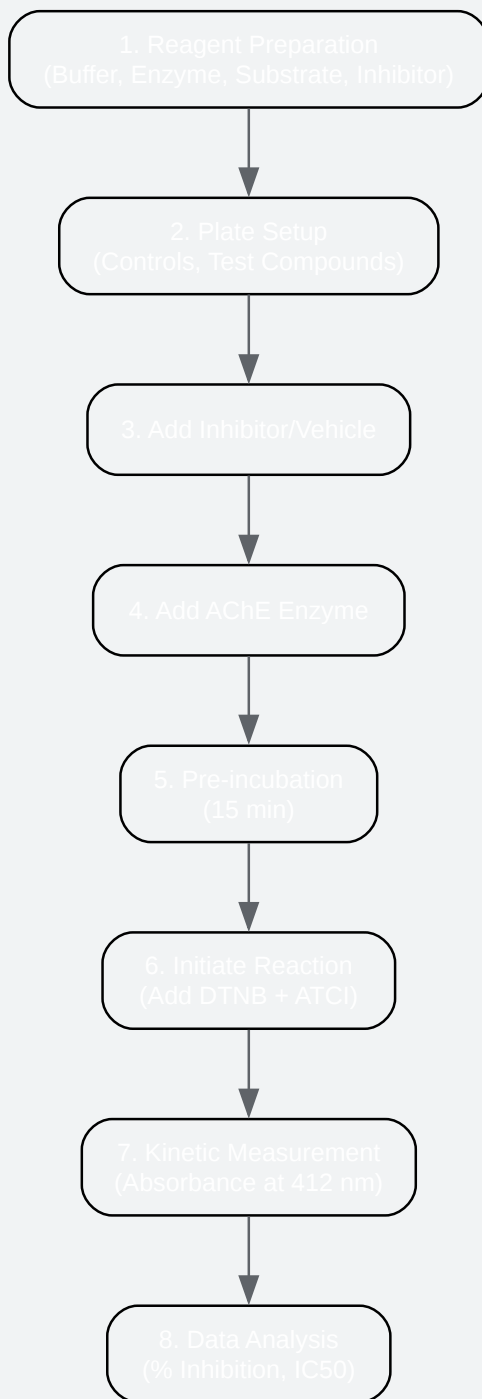 1. Reagent Preparation
(Buffer, Enzyme, Substrate, Inhibitor)
2. Plate Setup
(Controls, Test Compounds)
3. Add Inhibitor/Vehicle
4. Add AChE Enzyme
5. Pre-incubation
(15 min)
6. Initiate Reaction
(Add DTNB + ATCI)
7. Kinetic Measurement
(Absorbance at 412 nm)
8. Data Analysis
(% Inhibition, IC50)